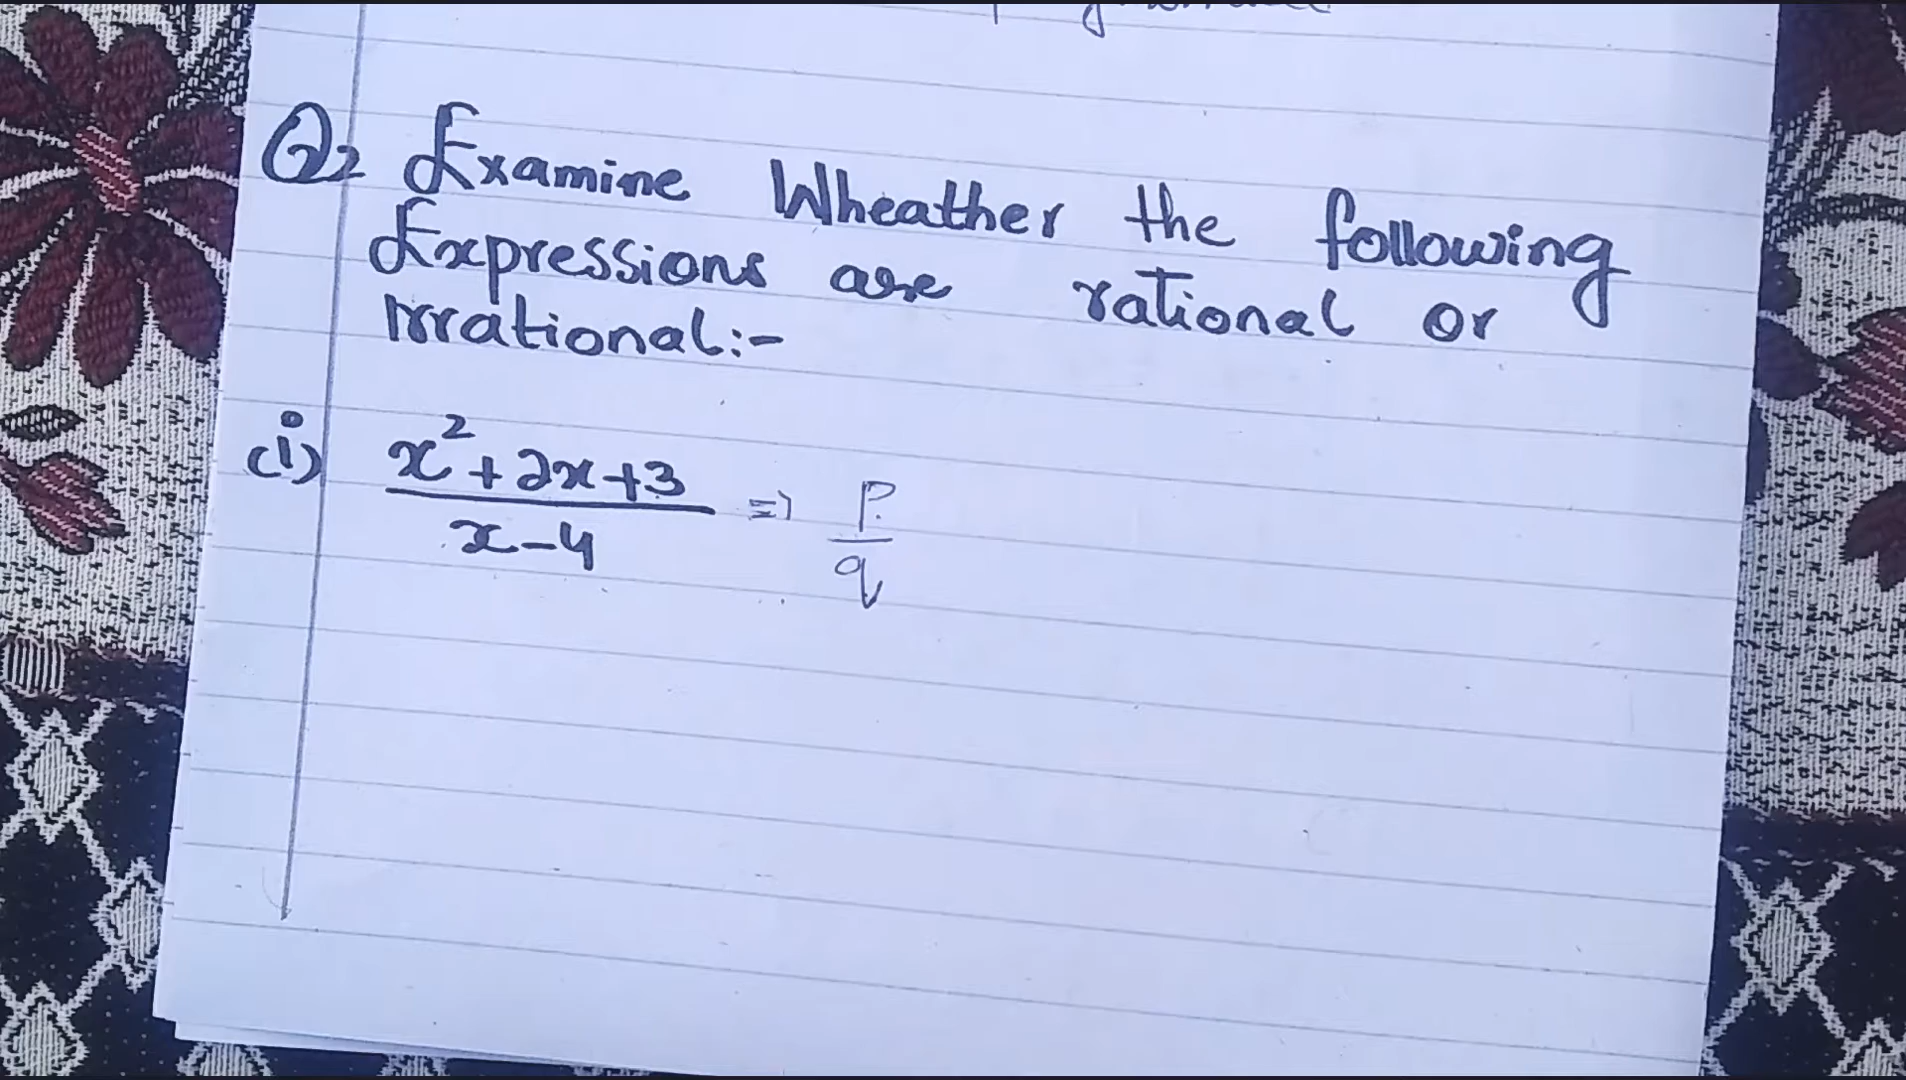 Q2 Examine Wheather the following
Expressions are rational or
Irrational:-
(i) x²+2x+3 / x-4 => P / q